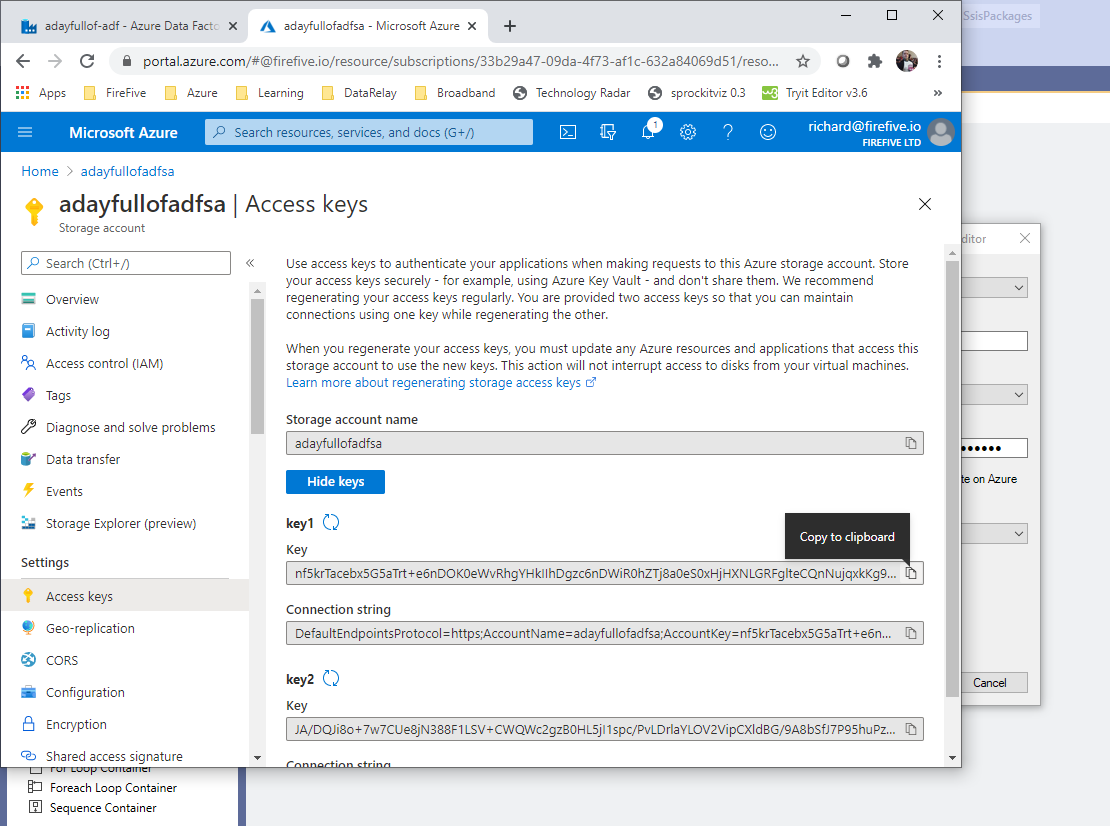 adayfullof-adf - Azure Data Facto
adayfullofadfsa - Microsoft Azure
SsisPackages
portal.azure.com/#@firefive.io/resource/subscriptions/33b29a47-09da-4f73-af1c-632a84069d51/reso...
Apps FireFive Azure Learning DataRelay Broadband Technology Radar sprockitviz 0.3 Tryit Editor v3.6 »
Microsoft Azure
Search resources, services, and docs (G+/)
1
richard@firefive.io
FIREFIVE LTD
Home > adayfullofadfsa
adayfullofadfsa | Access keys
Storage account
ditor
Search (Ctrl+/)
«
Overview
Activity log
Access control (IAM)
Tags
Diagnose and solve problems
Data transfer
Events
Storage Explorer (preview)
Settings
Access keys
Geo-replication
CORS
Configuration
Encryption
Shared access signature
Use access keys to authenticate your applications when making requests to this Azure storage account. Store
your access keys securely - for example, using Azure Key Vault - and don't share them. We recommend
regenerating your access keys regularly. You are provided two access keys so that you can maintain
connections using one key while regenerating the other.
When you regenerate your access keys, you must update any Azure resources and applications that access this
storage account to use the new keys. This action will not interrupt access to disks from your virtual machines.
Learn more about regenerating storage access keys
Storage account name
adayfullofadfsa
Hide keys
key1
Key
Copy to clipboard
nf5krTacebx5G5aTrt+e6nDOK0eWvRhgYHkIIhDgzc6nDWiR0hZTj8a0eS0xHjHXNLGRFglteCQnNujqxkKg9...
Connection string
DefaultEndpointsProtocol=https;AccountName=adayfullofadfsa;AccountKey=nf5krTacebx5G5aTrt+e6n...
key2
Key
JA/DQJi8o+7w7CUe8jN388F1LSV+CWQWc2gzB0HL5jI1spc/PvLDrlaYLOV2VipCXldBG/9A8bSfJ7P95huPz...
Connection string
te on Azure
Cancel
For Loop Container
Foreach Loop Container
Sequence Container